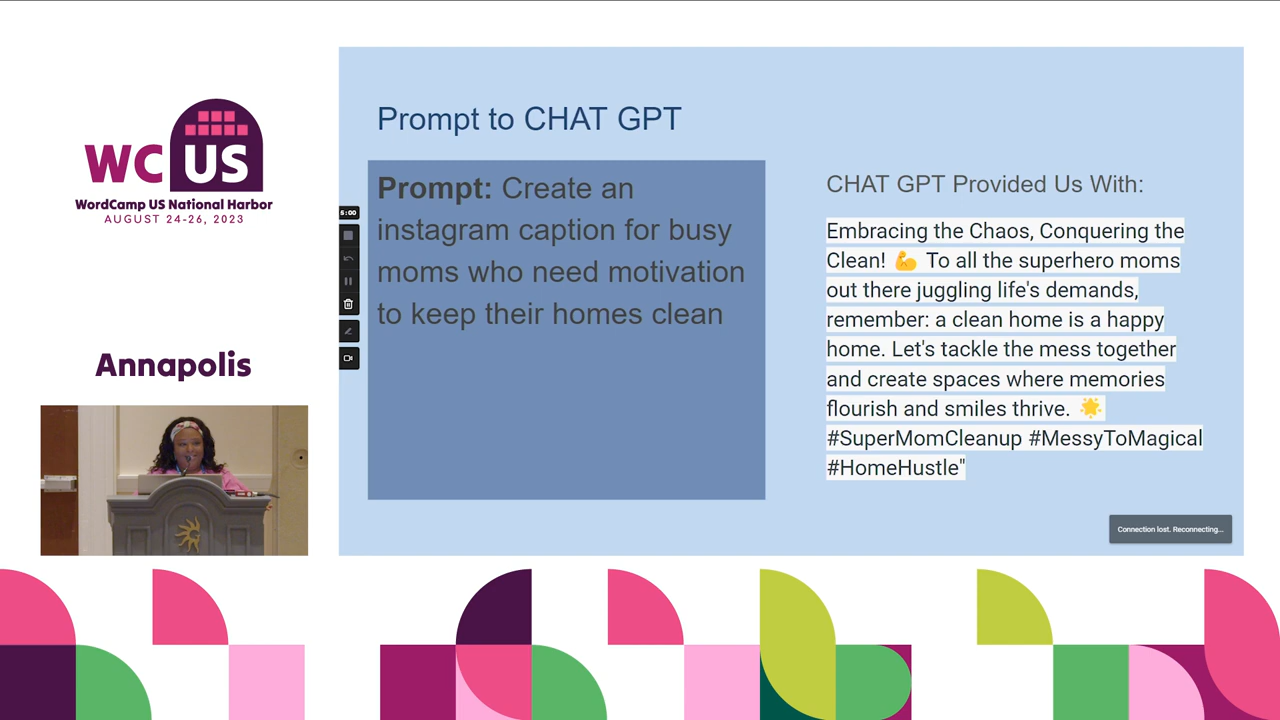 WC US
WordCamp US National Harbor
AUGUST 24-26, 2023
Annapolis
Prompt to CHAT GPT
5:00
Prompt: Create an
instagram caption for busy
moms who need motivation
to keep their homes clean
CHAT GPT Provided Us With:
Embracing the Chaos, Conquering the
Clean! 💪 To all the superhero moms
out there juggling life's demands,
remember: a clean home is a happy
home. Let's tackle the mess together
and create spaces where memories
flourish and smiles thrive. 🌟
#SuperMomCleanup #MessyToMagical
#HomeHustle"
Connection lost. Reconnecting...